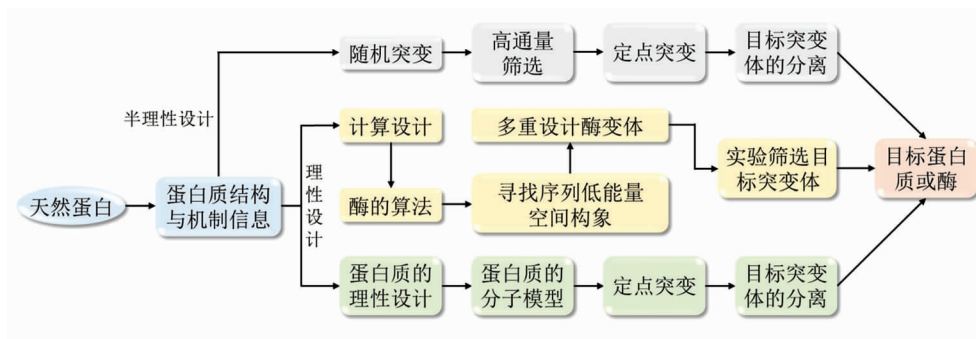 随机突变
高通量
筛选
定点突变
目标突变
体的分离
半理性设计
计算设计
多重设计酶变体
实验筛选目
标突变体
目标蛋白
质或酶
天然蛋白
蛋白质结构
与机制信息
理性设计
酶的算法
寻找序列低能量
空间构象
蛋白质的
理性设计
蛋白质的
分子模型
定点突变
目标突变
体的分离